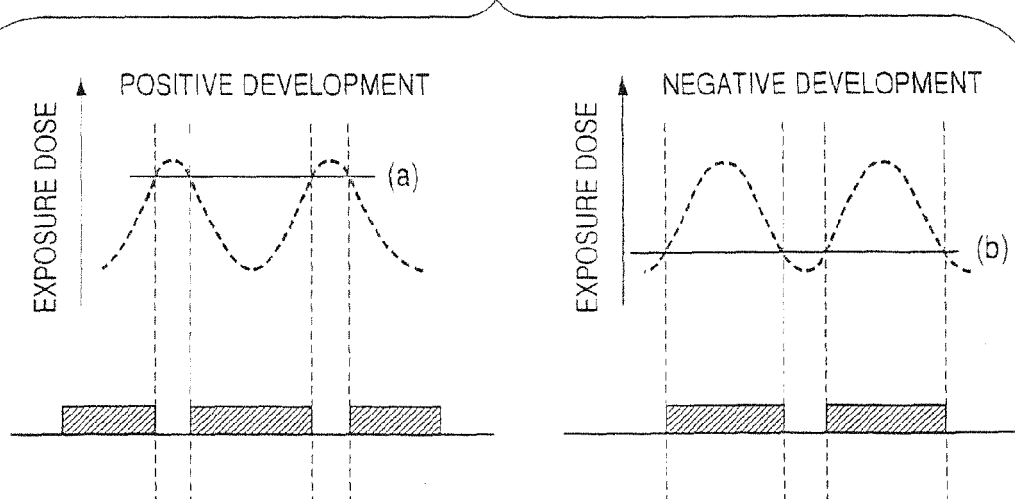 POSITIVE DEVELOPMENT
EXPOSURE DOSE
(a)
NEGATIVE DEVELOPMENT
EXPOSURE DOSE
(b)